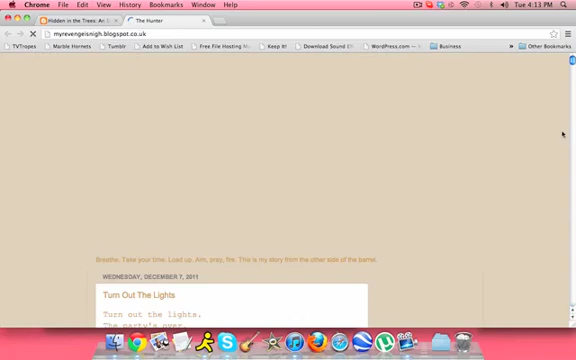 Chrome File Edit View History Bookmarks Window Help Tue 4:13 PM
Hidden in the Trees: An The Hunter
myrevengeisnigh.blogspot.co.uk
TVTropes Marble Hornets Tumblr Add to Wish List Free File Hosting Keep It! Download Sound Ef WordPress.com Business » Other Bookmarks
Breathe. Take your time. Load up. Aim, pray, fire. This is my story from the other side of the barrel.
WEDNESDAY, DECEMBER 7, 2011
Turn Out The Lights
Turn out the lights.
The party's over.